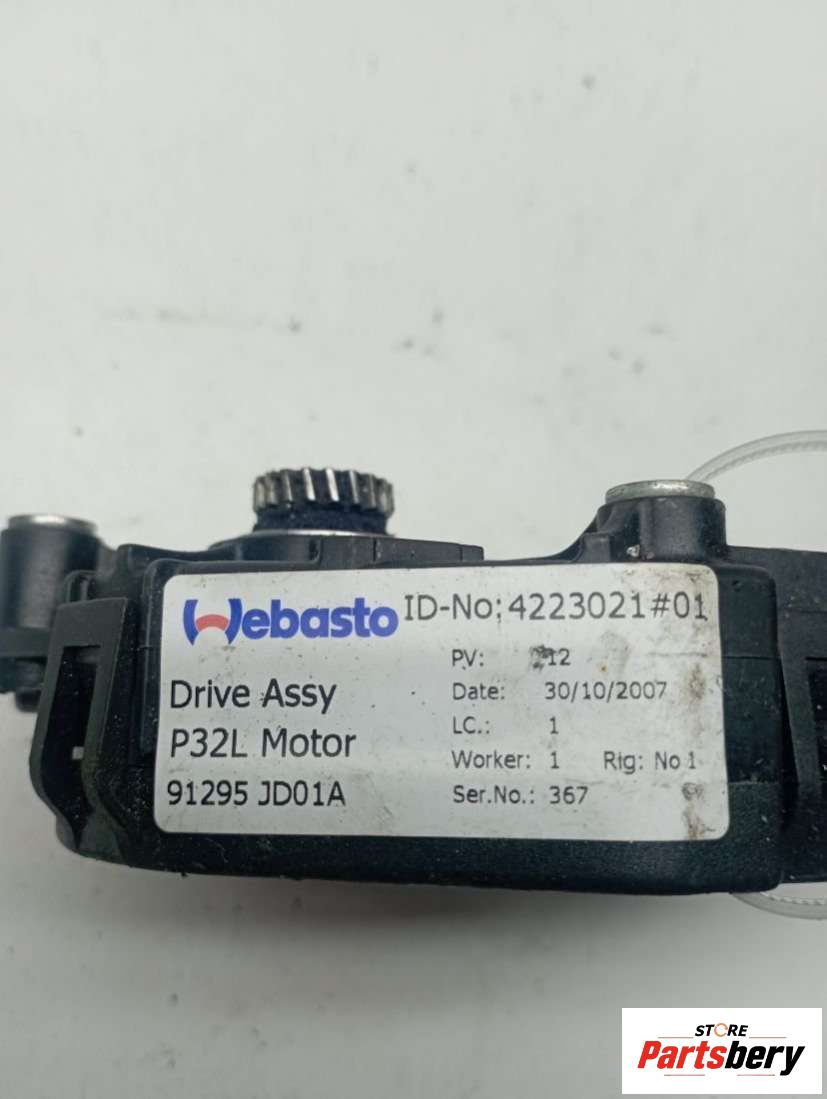 Webasto ID-No: 4223021#01
PV: 12
Drive Assy Date: 30/10/2007
P32L Motor LC.: 1
Worker: 1 Rig: No 1
91295 JD01A Ser.No.: 367
STORE
Partsbery